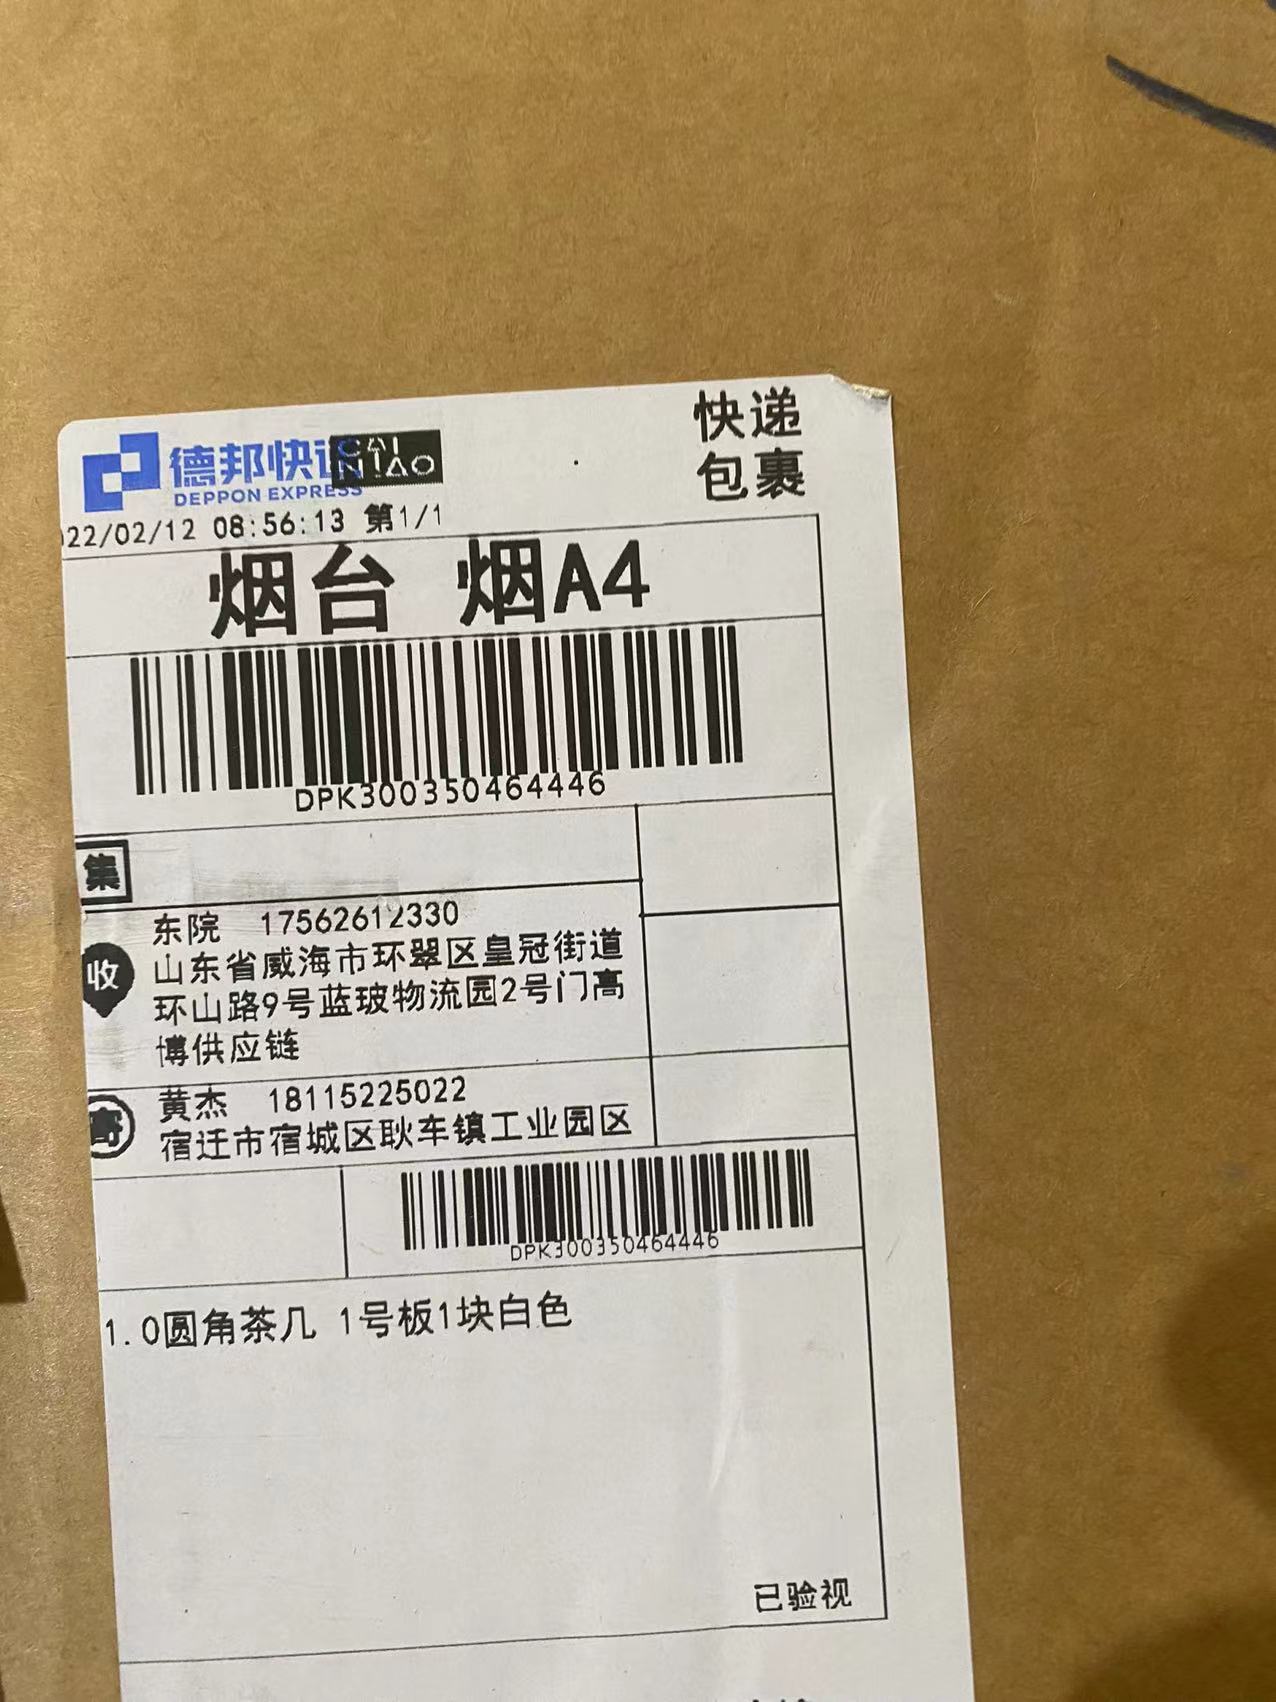 快递
包裹
德邦快递
CAI
NIAO
DEPPON EXPRESS
22/02/12 08:56:13 第1/1
烟台 烟A4
DPK300350464446
集
东院 17562612330
收
山东省威海市环翠区皇冠街道
环山路9号蓝玻物流园2号门高
博供应链
寄
黄杰 18115225022
宿迁市宿城区耿车镇工业园区
DPK300350464446
1.0圆角茶几 1号板1块白色
已验视